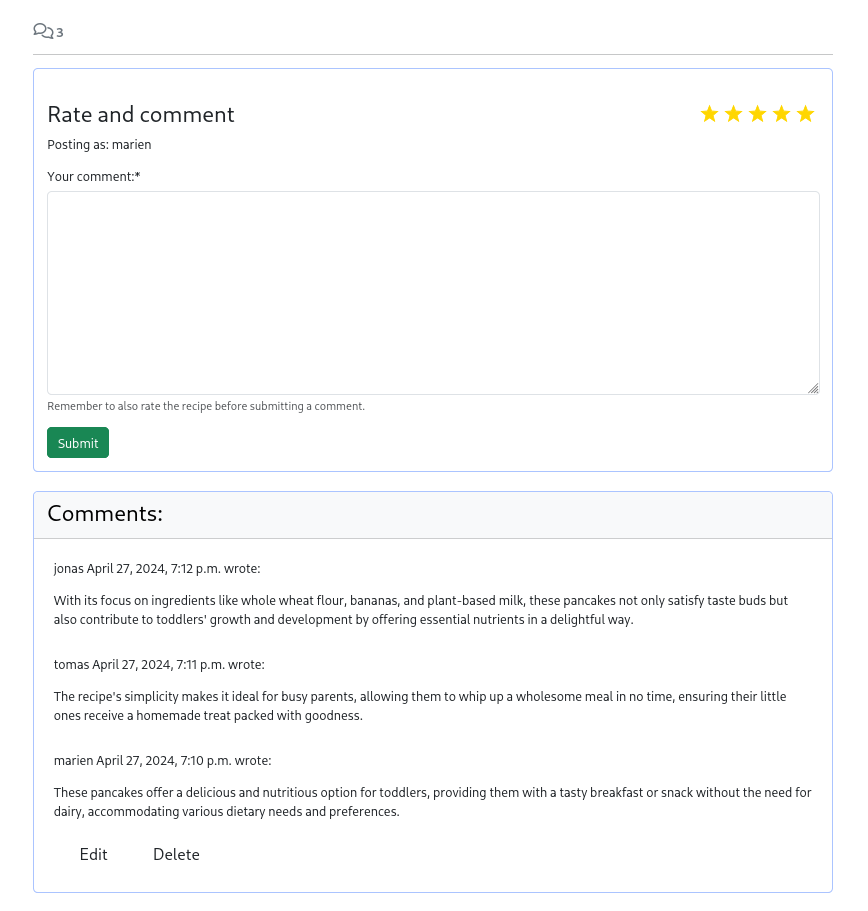 3
Rate and comment
Posting as: marien
Your comment:*
Remember to also rate the recipe before submitting a comment.
Submit
Comments:
jonas April 27, 2024, 7:12 p.m. wrote:
With its focus on ingredients like whole wheat flour, bananas, and plant-based milk, these pancakes not only satisfy taste buds but
also contribute to toddlers' growth and development by offering essential nutrients in a delightful way.
tomas April 27, 2024, 7:11 p.m. wrote:
The recipe's simplicity makes it ideal for busy parents, allowing them to whip up a wholesome meal in no time, ensuring their little
ones receive a homemade treat packed with goodness.
marien April 27, 2024, 7:10 p.m. wrote:
These pancakes offer a delicious and nutritious option for toddlers, providing them with a tasty breakfast or snack without the need for
dairy, accommodating various dietary needs and preferences.
Edit Delete